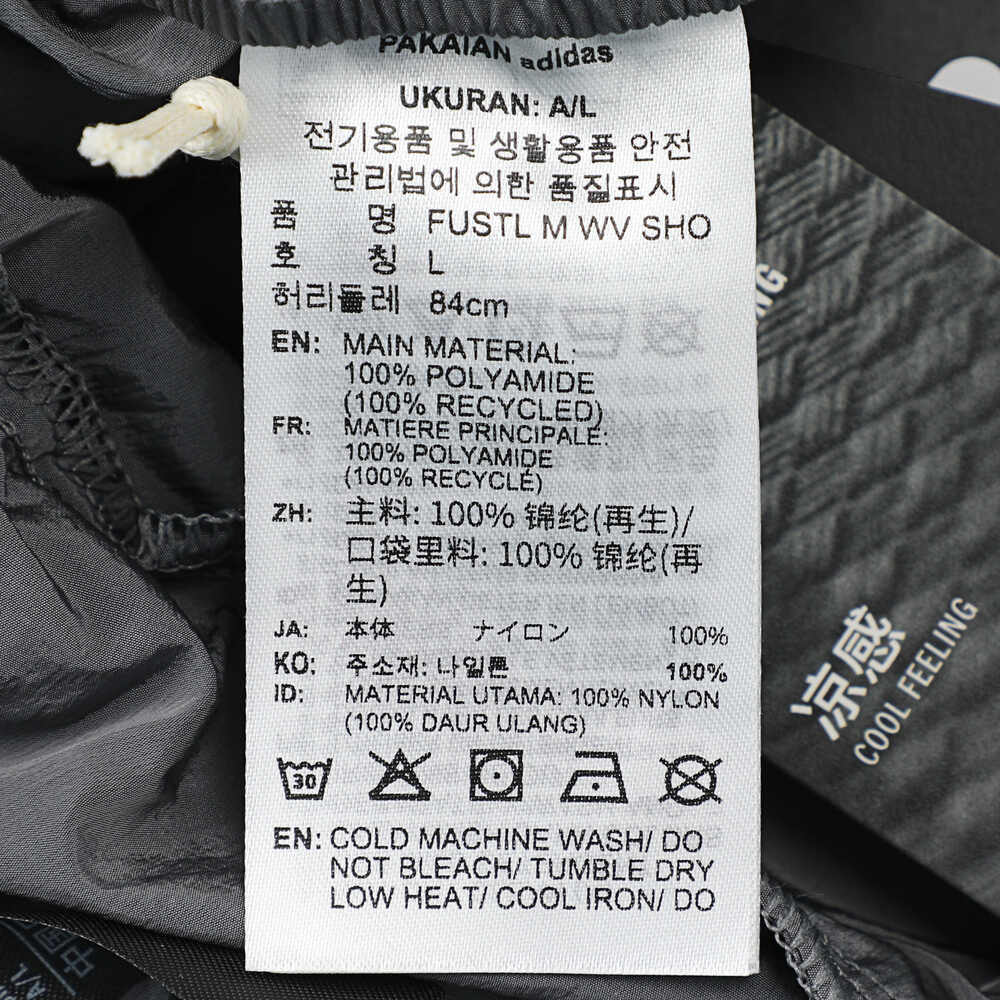 PAKAIAN adidas
UKURAN: A/L
전기용품 및 생활용품 안전
관리법에 의한 품질표시
품 명 FUSTL M WV SHO
호 칭 L
허리둘레 84cm
EN: MAIN MATERIAL:
100% POLYAMIDE
(100% RECYCLED)
FR: MATIERE PRINCIPALE:
100% POLYAMIDE
(100% RECYCLÉ)
ZH: 主料: 100% 锦纶(再生)/
口袋里料: 100% 锦纶(再
生)
JA: 本体 ナイロン 100%
KO: 주소재: 나일론 100%
ID: MATERIAL UTAMA: 100% NYLON
(100% DAUR ULANG)
30
EN: COLD MACHINE WASH/ DO
NOT BLEACH/ TUMBLE DRY
LOW HEAT/ COOL IRON/ DO
凉感
COOL FEELING
A/L